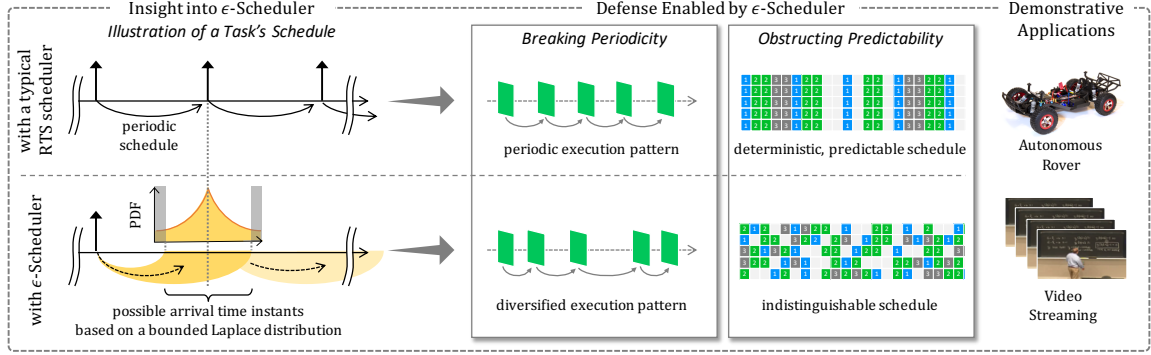 Insight into ϵ-Scheduler
Defense Enabled by ϵ-Scheduler
Demonstrative
Applications
Illustration of a Task's Schedule
Breaking Periodicity
Obstructing Predictability
with a typical
RTS scheduler
periodic
schedule
periodic execution pattern
deterministic, predictable schedule
Autonomous
Rover
with ϵ-Scheduler
PDF
possible arrival time instants
based on a bounded Laplace distribution
diversified execution pattern
indistinguishable schedule
Video
Streaming